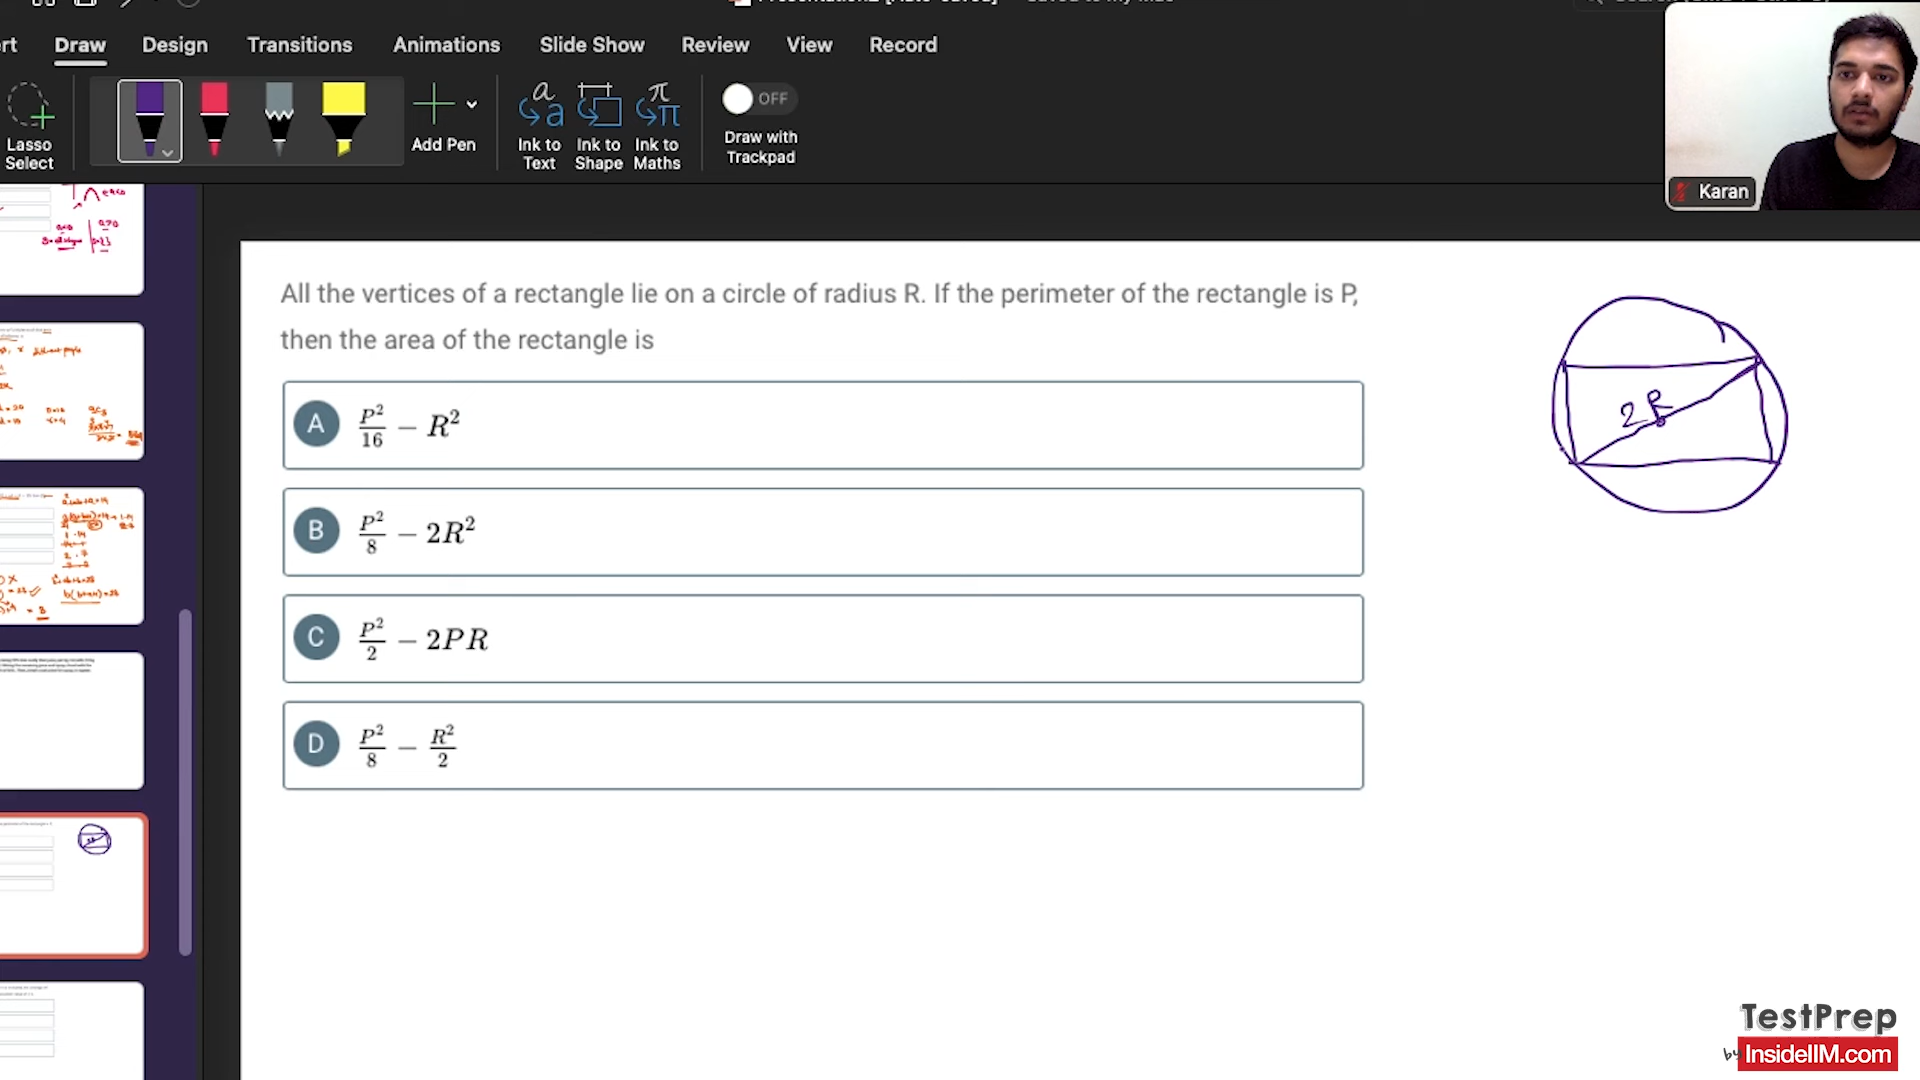 rt Draw Design Transitions Animations Slide Show Review View Record
Lasso Select
Add Pen
Ink to Text
Ink to Shape
Ink to Maths
OFF
Draw with Trackpad
Karan
All the vertices of a rectangle lie on a circle of radius R. If the perimeter of the rectangle is P,
then the area of the rectangle is
A P²/16 − R²
B P²/8 − 2R²
C P²/2 − 2PR
D P²/8 − R²/2
2R
TestPrep
by InsideIIM.com